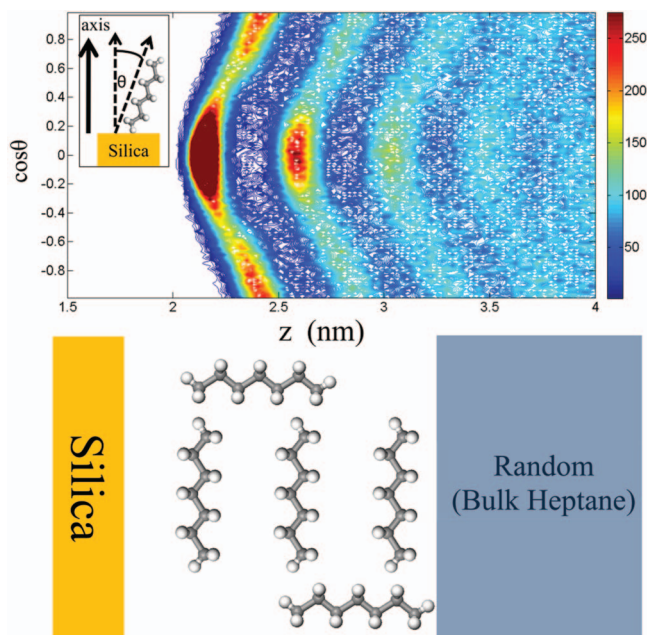 axis
θ
Silica
cosθ
0.8
0.6
0.4
0.2
0
-0.2
-0.4
-0.6
-0.8
1.5 2 2.5 3 3.5 4
z (nm)
250
200
150
100
50
Silica
Random
(Bulk Heptane)